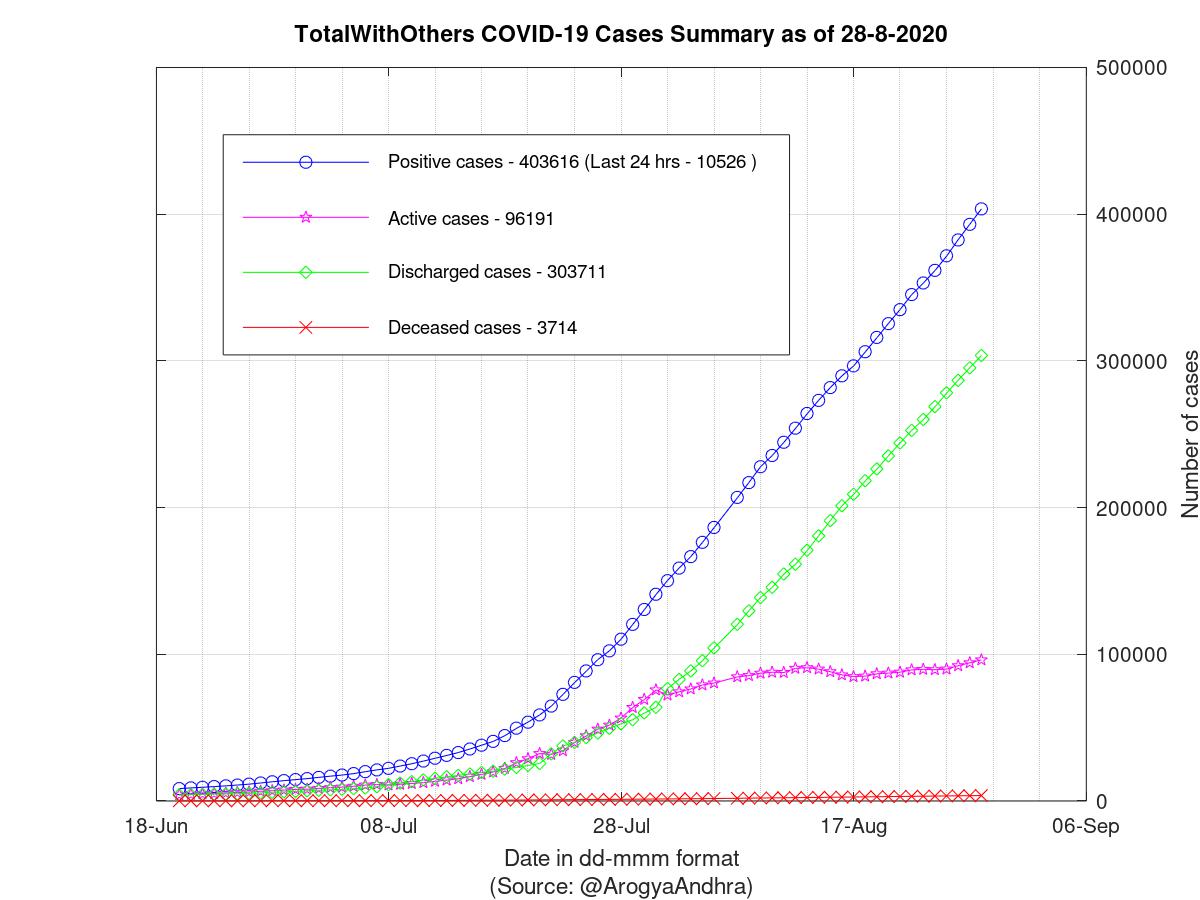 TotalWithOthers COVID-19 Cases Summary as of 28-8-2020
Positive cases - 403616 (Last 24 hrs - 10526 )
Active cases - 96191
Discharged cases - 303711
Deceased cases - 3714
500000
400000
300000
200000
100000
0
Number of cases
18-Jun
08-Jul
28-Jul
17-Aug
06-Sep
Date in dd-mmm format
(Source: @ArogyaAndhra)